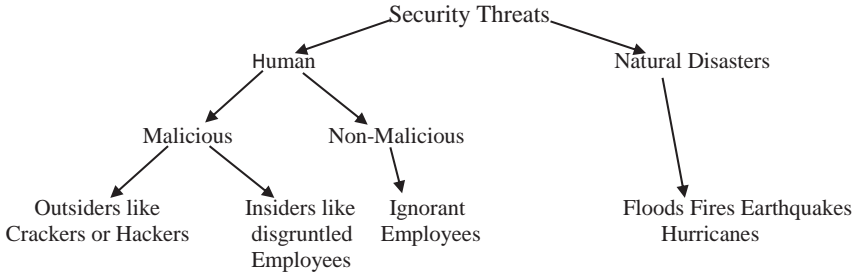 Security Threats
Human
Natural Disasters
Malicious
Non-Malicious
Outsiders like
Crackers or Hackers
Insiders like
disgruntled
Employees
Ignorant
Employees
Floods Fires Earthquakes
Hurricanes